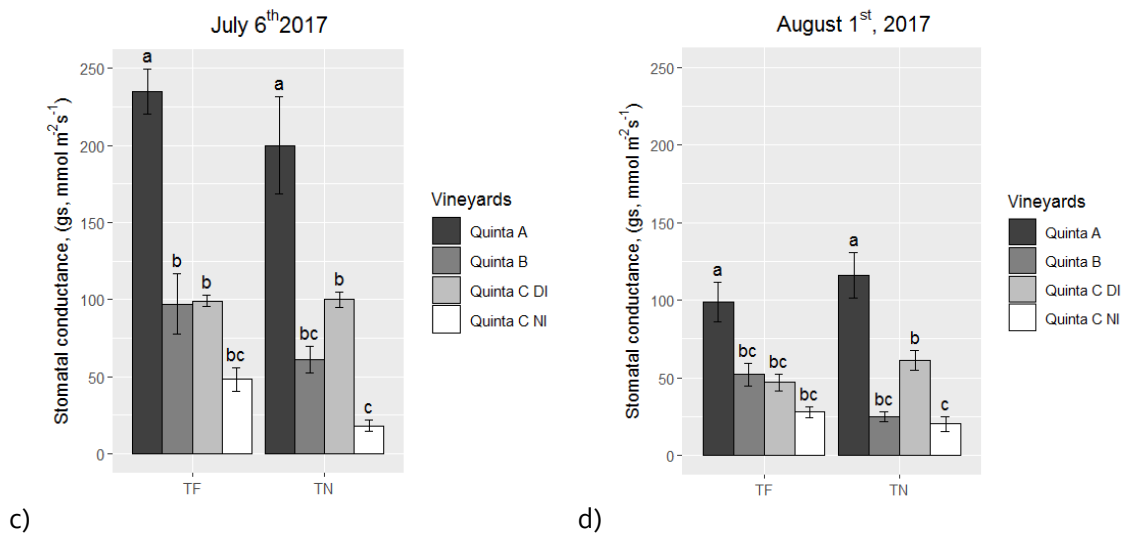 July 6th2017
Stomatal conductance, (gs, mmol m-2s-1)
250
200
150
100
50
0
a
b
b
bc
a
bc
b
c
TF
TN
Vineyards
Quinta A
Quinta B
Quinta C DI
Quinta C NI
c)
August 1st, 2017
Stomatal conductance, (gs, mmol m-2s-1)
250
200
150
100
50
0
a
bc
bc
bc
a
bc
b
c
TF
TN
Vineyards
Quinta A
Quinta B
Quinta C DI
Quinta C NI
d)